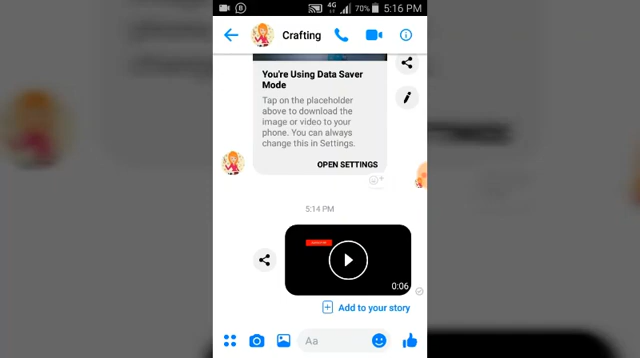 4G
70%
5:16 PM
Crafting
You're Using Data Saver
Mode
Tap on the placeholder
above to download the
image or video to your
phone. You can always
change this in Settings.
OPEN SETTINGS
5:14 PM
0:06
Add to your story
Aa